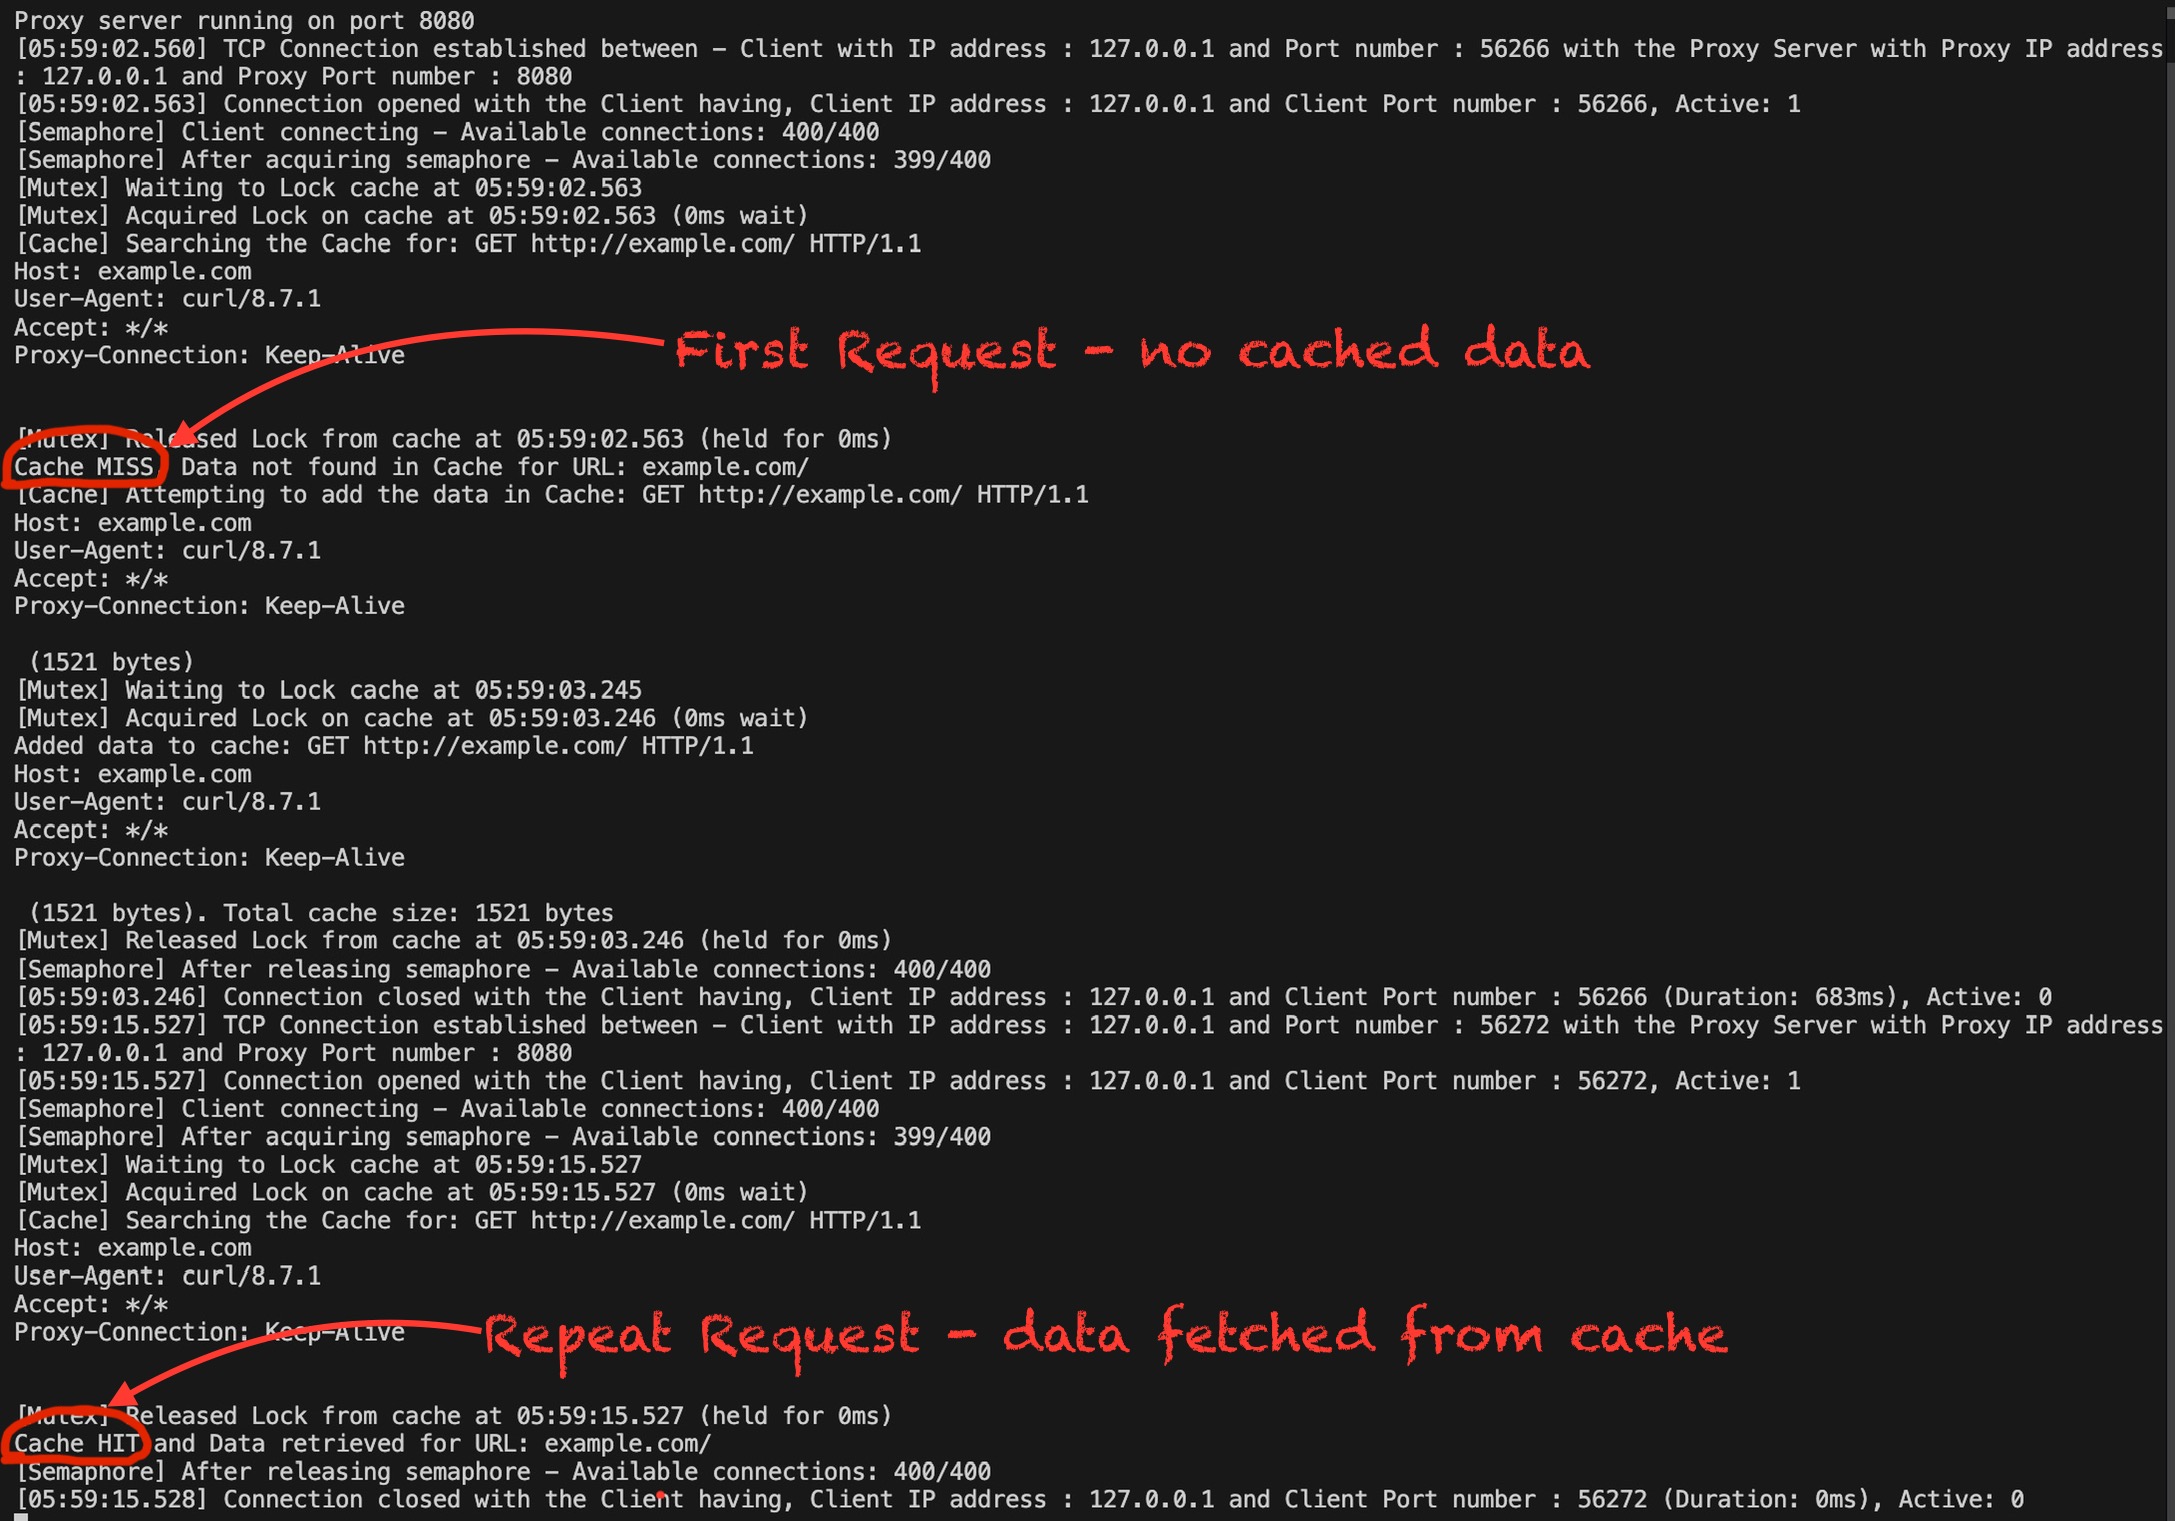 Proxy server running on port 8080
[05:59:02.560] TCP Connection established between – Client with IP address : 127.0.0.1 and Port number : 56266 with the Proxy Server with Proxy IP address
: 127.0.0.1 and Proxy Port number : 8080
[05:59:02.563] Connection opened with the Client having, Client IP address : 127.0.0.1 and Client Port number : 56266, Active: 1
[Semaphore] Client connecting – Available connections: 400/400
[Semaphore] After acquiring semaphore – Available connections: 399/400
[Mutex] Waiting to Lock cache at 05:59:02.563
[Mutex] Acquired Lock on cache at 05:59:02.563 (0ms wait)
[Cache] Searching the Cache for: GET http://example.com/ HTTP/1.1
Host: example.com
User-Agent: curl/8.7.1
Accept: */*
Proxy-Connection: Keep-Alive
First Request - no cached data
[Mutex] Released Lock from cache at 05:59:02.563 (held for 0ms)
Cache MISS, Data not found in Cache for URL: example.com/
[Cache] Attempting to add the data in Cache: GET http://example.com/ HTTP/1.1
Host: example.com
User-Agent: curl/8.7.1
Accept: */*
Proxy-Connection: Keep-Alive
(1521 bytes)
[Mutex] Waiting to Lock cache at 05:59:03.245
[Mutex] Acquired Lock on cache at 05:59:03.246 (0ms wait)
Added data to cache: GET http://example.com/ HTTP/1.1
Host: example.com
User-Agent: curl/8.7.1
Accept: */*
Proxy-Connection: Keep-Alive
(1521 bytes). Total cache size: 1521 bytes
[Mutex] Released Lock from cache at 05:59:03.246 (held for 0ms)
[Semaphore] After releasing semaphore – Available connections: 400/400
[05:59:03.246] Connection closed with the Client having, Client IP address : 127.0.0.1 and Client Port number : 56266 (Duration: 683ms), Active: 0
[05:59:15.527] TCP Connection established between – Client with IP address : 127.0.0.1 and Port number : 56272 with the Proxy Server with Proxy IP address
: 127.0.0.1 and Proxy Port number : 8080
[05:59:15.527] Connection opened with the Client having, Client IP address : 127.0.0.1 and Client Port number : 56272, Active: 1
[Semaphore] Client connecting – Available connections: 400/400
[Semaphore] After acquiring semaphore – Available connections: 399/400
[Mutex] Waiting to Lock cache at 05:59:15.527
[Mutex] Acquired Lock on cache at 05:59:15.527 (0ms wait)
[Cache] Searching the Cache for: GET http://example.com/ HTTP/1.1
Host: example.com
User-Agent: curl/8.7.1
Accept: */*
Proxy-Connection: Keep-Alive
Repeat Request - data fetched from cache
[Mutex] Released Lock from cache at 05:59:15.527 (held for 0ms)
Cache HIT and Data retrieved for URL: example.com/
[Semaphore] After releasing semaphore – Available connections: 400/400
[05:59:15.528] Connection closed with the Client having, Client IP address : 127.0.0.1 and Client Port number : 56272 (Duration: 0ms), Active: 0